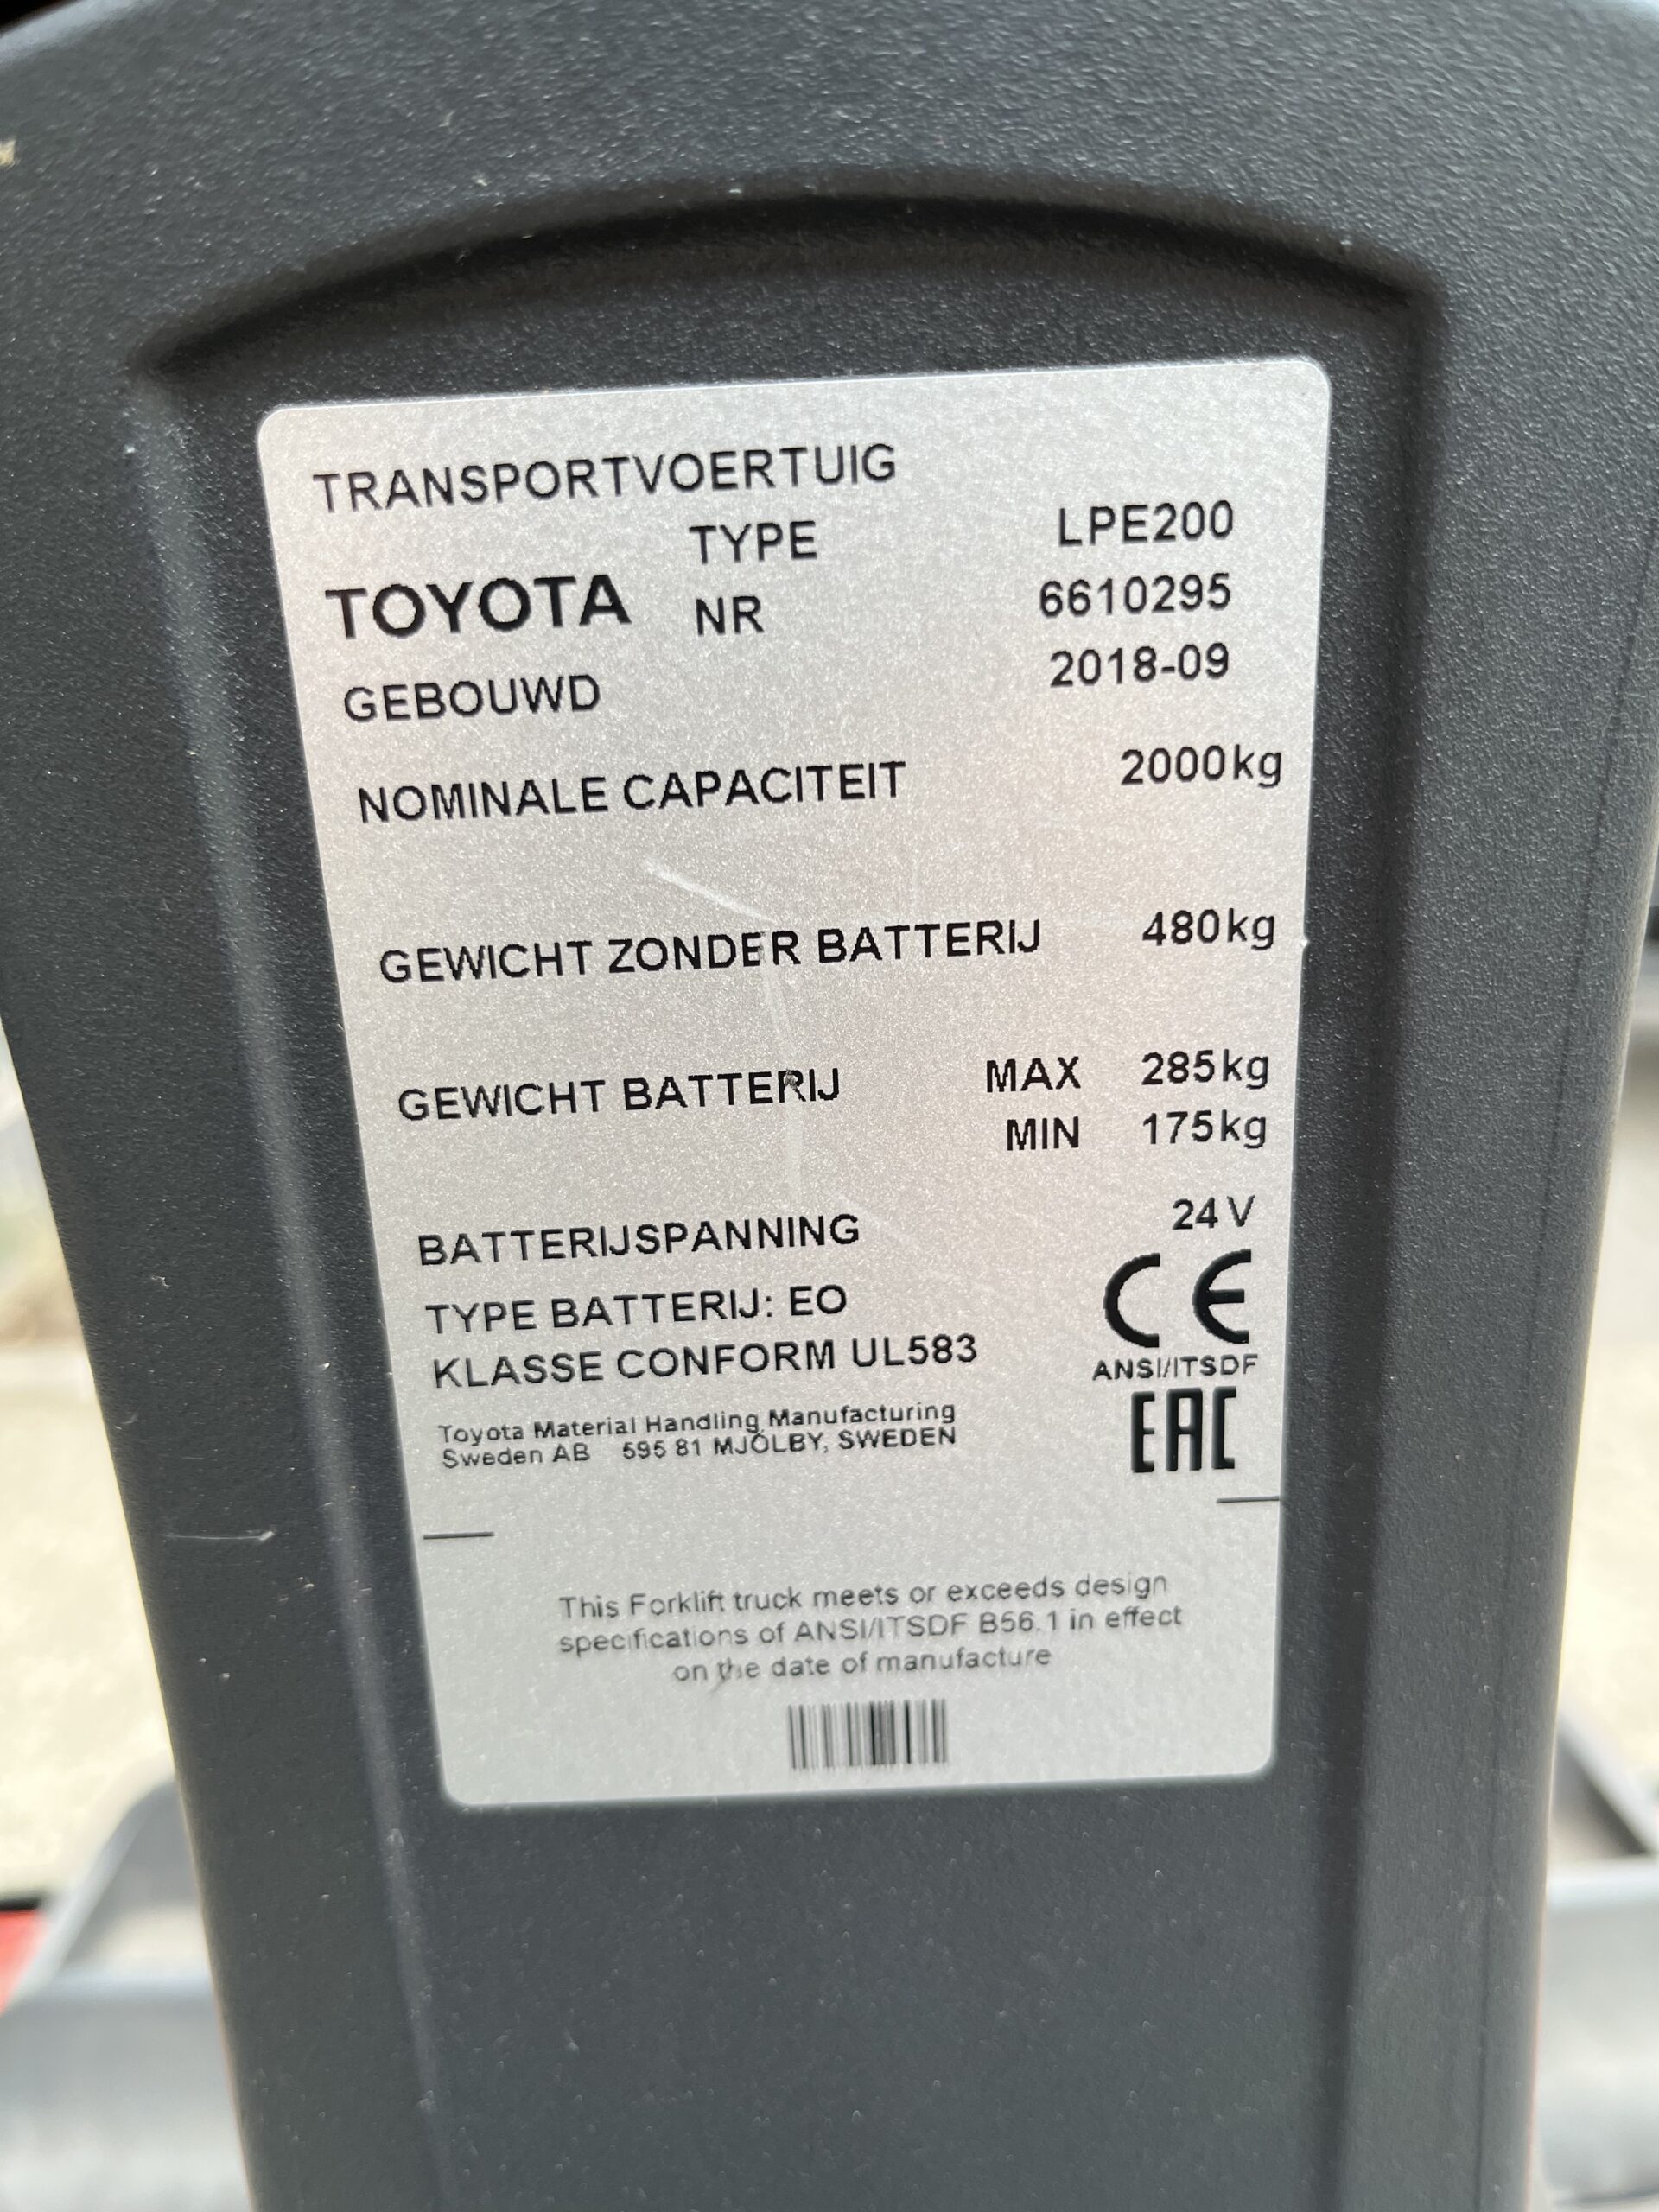 TRANSPORTVOERTUIG
TYPE LPE200
TOYOTA NR 6610295
GEBOUWD 2018-09
NOMINALE CAPACITEIT 2000kg
GEWICHT ZONDER BATTERIJ 480kg
GEWICHT BATTERIJ MAX 285kg
MIN 175kg
BATTERIJSPANNING 24 V
TYPE BATTERIJ: EO
CE
KLASSE CONFORM UL583
ANSI/ITSDF
EAC
Toyota Material Handling Manufacturing
Sweden AB 595 81 MJÖLBY, SWEDEN
This Forklift truck meets or exceeds design
specifications of ANSI/ITSDF B56.1 in effect
on the date of manufacture